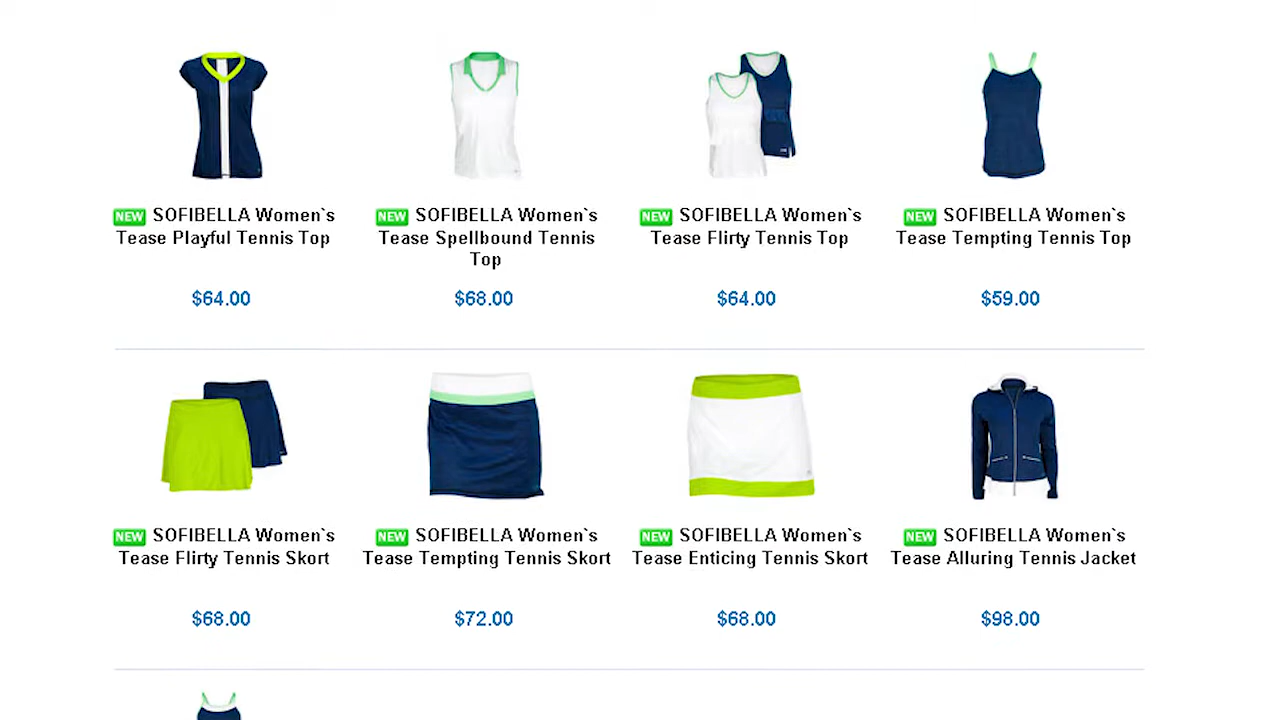 NEW SOFIBELLA Women`s
Tease Playful Tennis Top
$64.00
NEW SOFIBELLA Women`s
Tease Spellbound Tennis
Top
$68.00
NEW SOFIBELLA Women`s
Tease Flirty Tennis Top
$64.00
NEW SOFIBELLA Women`s
Tease Tempting Tennis Top
$59.00
NEW SOFIBELLA Women`s
Tease Flirty Tennis Skort
$68.00
NEW SOFIBELLA Women`s
Tease Tempting Tennis Skort
$72.00
NEW SOFIBELLA Women`s
Tease Enticing Tennis Skort
$68.00
NEW SOFIBELLA Women`s
Tease Alluring Tennis Jacket
$98.00